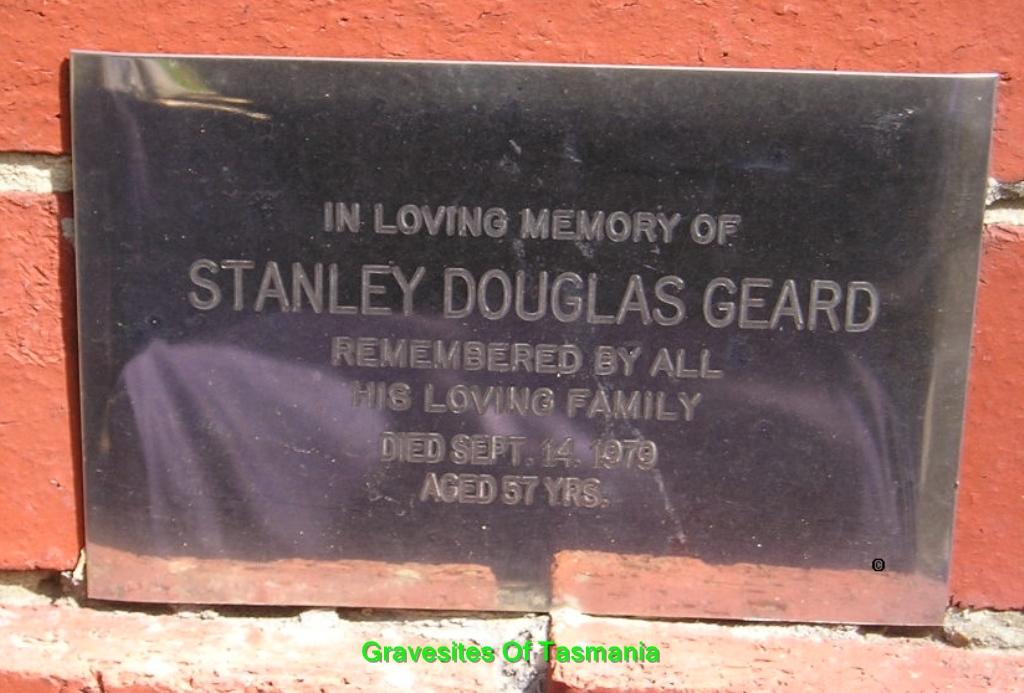 IN LOVING MEMORY OF
STANLEY DOUGLAS GEARD
REMEMBERED BY ALL
HIS LOVING FAMILY
DIED SEPT. 14. 1979
AGED 57 YRS.
©
Gravesites Of Tasmania